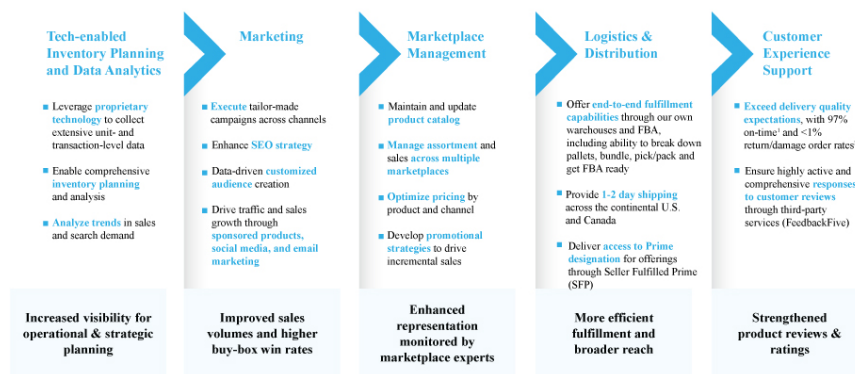 Tech-enabled
Inventory Planning
and Data Analytics
Leverage proprietary
technology to collect
extensive unit- and
transaction-level data
Enable comprehensive
inventory planning
and analysis
Analyze trends in sales
and search demand
Increased visibility for
operational & strategic
planning
Marketing
Execute tailor-made
campaigns across channels
Enhance SEO strategy
Data-driven customized
audience creation
Drive traffic and sales
growth through
sponsored products,
social media, and email
marketing
Improved sales
volumes and higher
buy-box win rates
Marketplace
Management
Maintain and update
product catalog
Manage assortment and
sales across multiple
marketplaces
Optimize pricing by
product and channel
Develop promotional
strategies to drive
incremental sales
Enhanced
representation
monitored by
marketplace experts
Logistics &
Distribution
Offer end-to-end fulfillment
capabilities through our own
warehouses and FBA,
including ability to break down
pallets, bundle, pick/pack and
get FBA ready
Provide 1-2 day shipping
across the continental U.S.
and Canada
Deliver access to Prime
designation for offerings
through Seller Fulfilled Prime
(SFP)
More efficient
fulfillment and
broader reach
Customer
Experience
Support
Exceed delivery quality
expectations, with 97%
on-time¹ and <1%
return/damage order rates¹
Ensure highly active and
comprehensive responses
to customer reviews
through third-party
services (FeedbackFive)
Strengthened
product reviews &
ratings